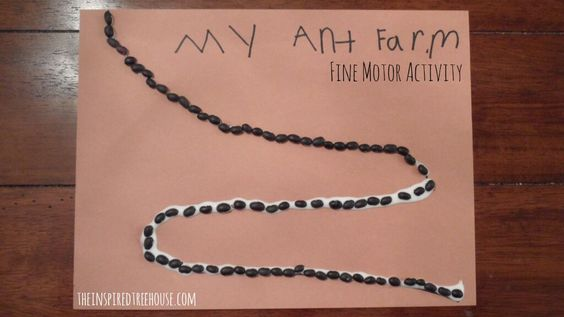 My Ant Farm
Fine Motor Activity
theinspiredtreehouse.com